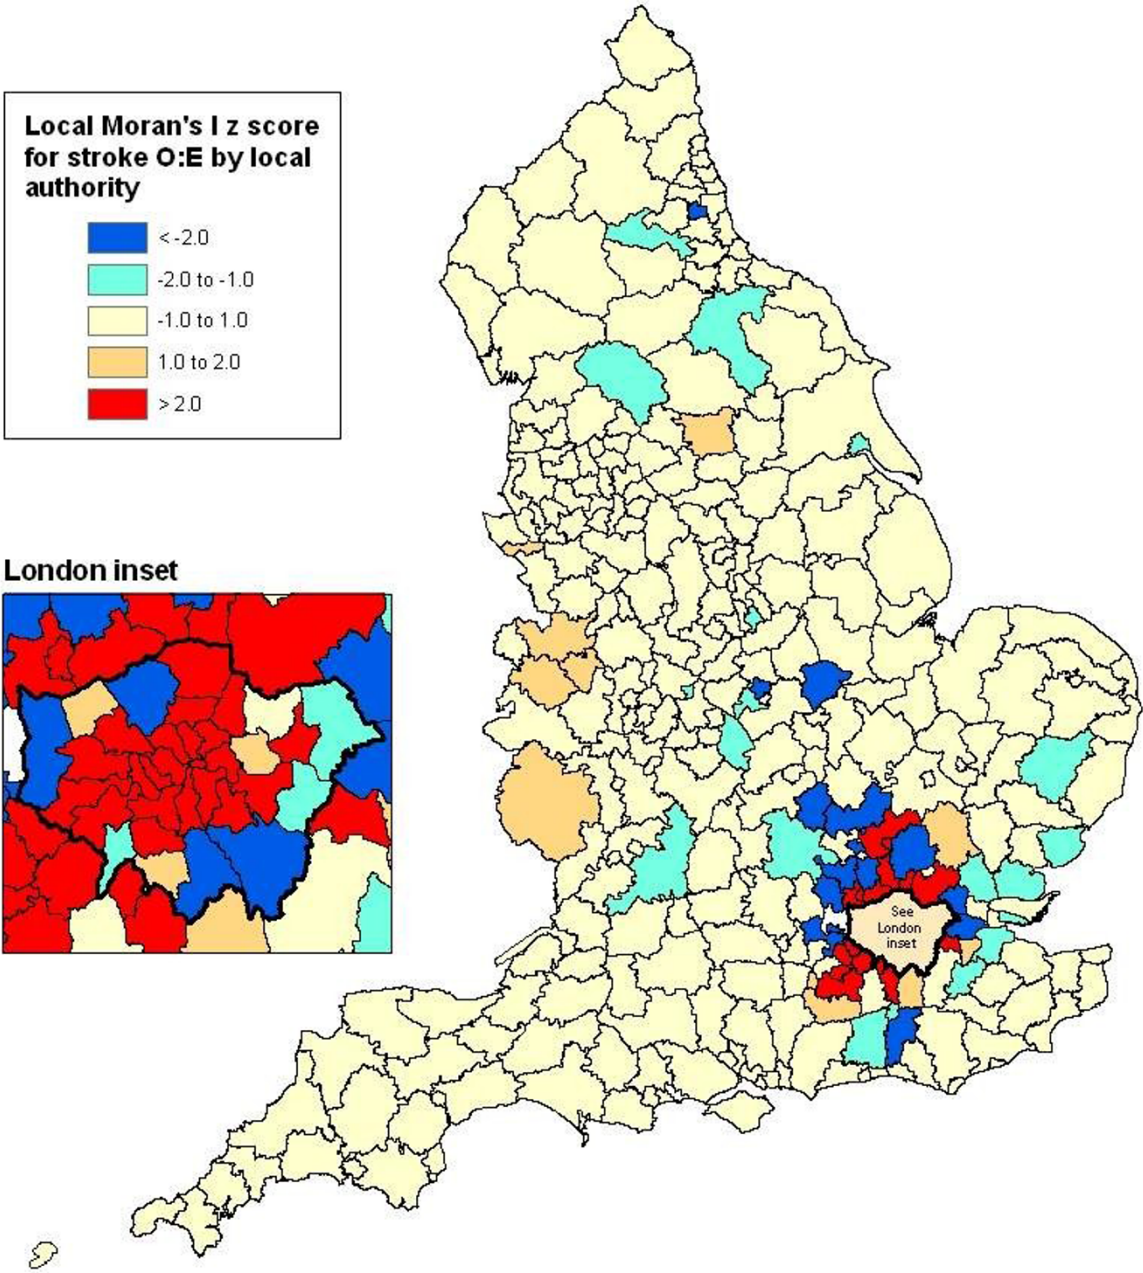 Local Moran's I z score
for stroke O:E by local
authority
< -2.0
-2.0 to -1.0
-1.0 to 1.0
1.0 to 2.0
> 2.0
London inset
See
London
inset